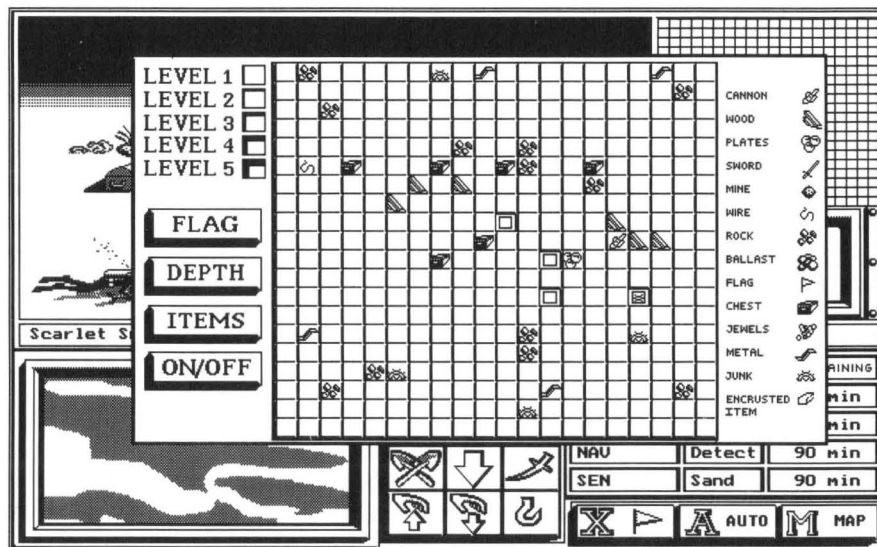 LEVEL 1
LEVEL 2
LEVEL 3
LEVEL 4
LEVEL 5
FLAG
DEPTH
ITEMS
ON/OFF
CANNON
WOOD
PLATES
SWORD
MINE
WIRE
ROCK
BALLAST
FLAG
CHEST
JEWELS
METAL
JUNK
ENCRUSTED
ITEM
Scarlet
min
min
NAV Detect 90 min
SEN Sand 90 min
X A AUTO M MAP